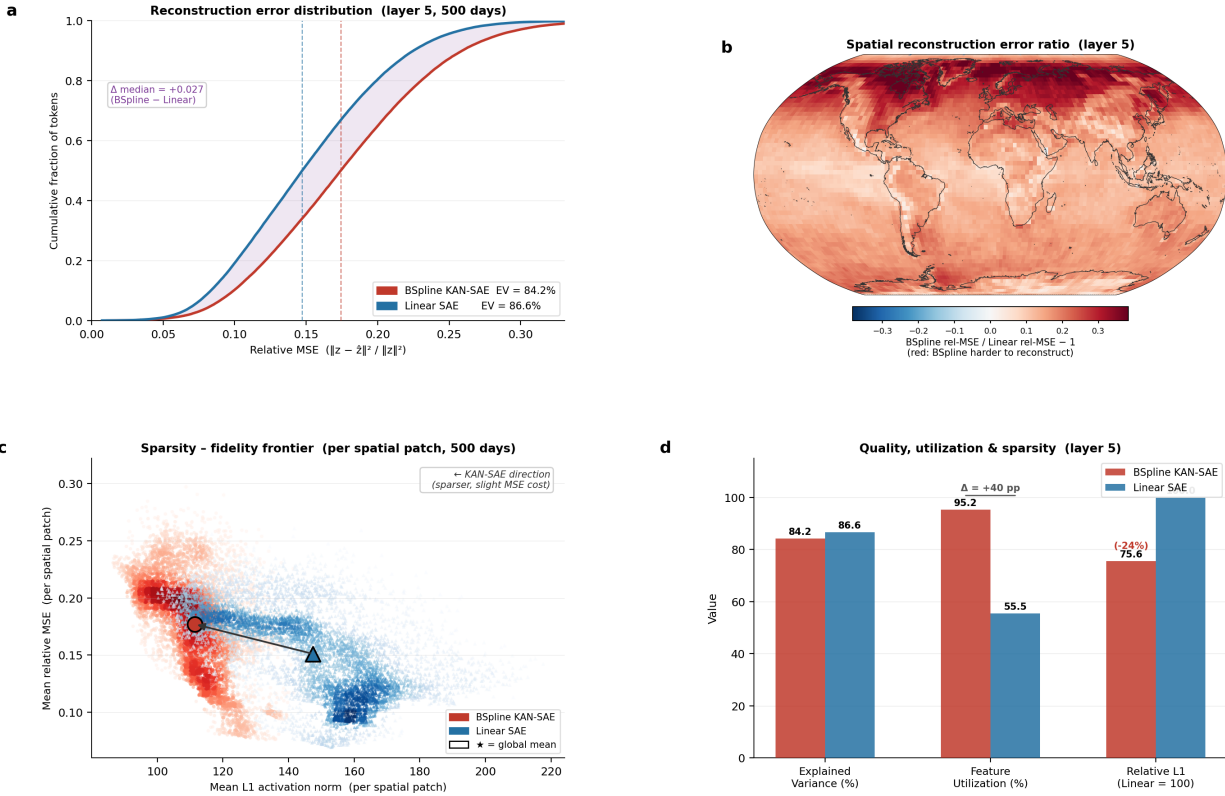 a
Reconstruction error distribution (layer 5, 500 days)
Cumulative fraction of tokens
1.0
0.8
0.6
0.4
0.2
0.0
Δ median = +0.027
(BSpline − Linear)
BSpline KAN-SAE EV = 84.2%
Linear SAE EV = 86.6%
0.00 0.05 0.10 0.15 0.20 0.25 0.30
Relative MSE (‖z − ẑ‖² / ‖z‖²)
b
Spatial reconstruction error ratio (layer 5)
−0.3 −0.2 −0.1 0.0 0.1 0.2 0.3
BSpline rel-MSE / Linear rel-MSE − 1
(red: BSpline harder to reconstruct)
c
Sparsity – fidelity frontier (per spatial patch, 500 days)
Mean relative MSE (per spatial patch)
0.30
0.25
0.20
0.15
0.10
← KAN-SAE direction
(sparser, slight MSE cost)
BSpline KAN-SAE
Linear SAE
★ = global mean
100 120 140 160 180 200 220
Mean L1 activation norm (per spatial patch)
d
Quality, utilization & sparsity (layer 5)
Value
100
80
60
40
20
0
BSpline KAN-SAE
Linear SAE
Δ = +40 pp
84.2
86.6
95.2
55.5
(-24%)
75.6
Explained
Variance (%)
Feature
Utilization (%)
Relative L1
(Linear = 100)